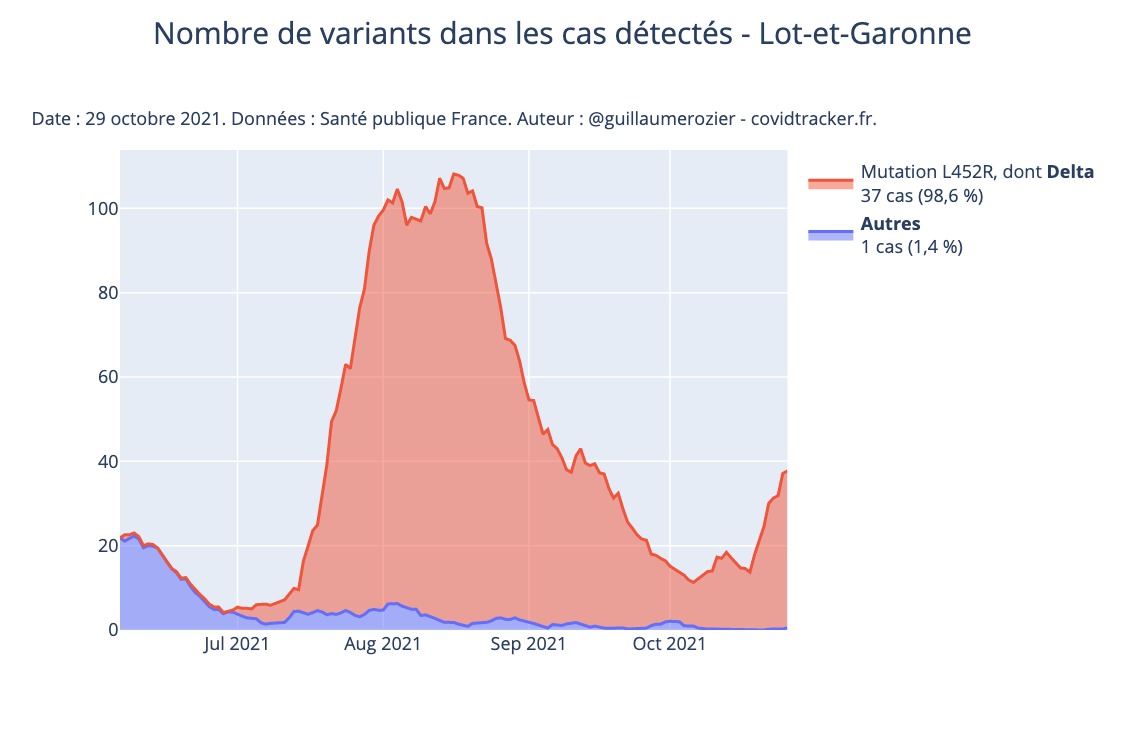 Nombre de variants dans les cas détectés - Lot-et-Garonne
Date : 29 octobre 2021. Données : Santé publique France. Auteur : @guillaumerozier - covidtracker.fr.
Mutation L452R, dont Delta
37 cas (98,6 %)
Autres
1 cas (1,4 %)
100
80
60
40
20
0
Jul 2021
Aug 2021
Sep 2021
Oct 2021